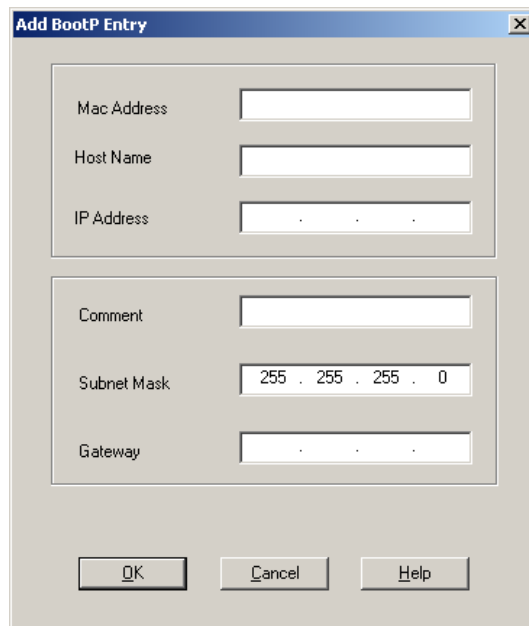 Add BootP Entry
Mac Address
Host Name
IP Address . . .
Comment
Subnet Mask 255 . 255 . 255 . 0
Gateway . . .
OK Cancel Help